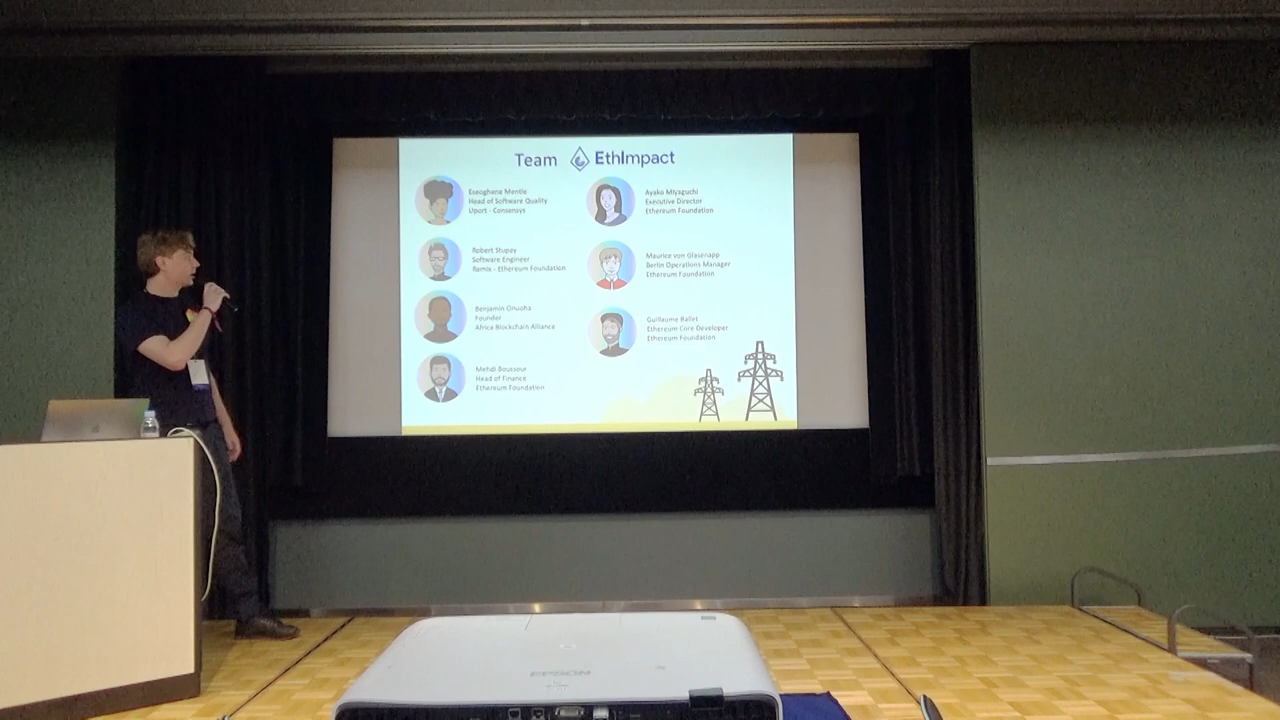 Team EthImpact
Eseoghene Mentie
Head of Software Quality
Uport - Consensys
Robert Stupay
Software Engineer
Remix - Ethereum Foundation
Benjamin Onuoha
Founder
Africa Blockchain Alliance
Mehdi Boussour
Head of Finance
Ethereum Foundation
Ayako Miyaguchi
Executive Director
Ethereum Foundation
Maurice von Glasenapp
Berlin Operations Manager
Ethereum Foundation
Guillaume Ballet
Ethereum Core Developer
Ethereum Foundation
EPSON